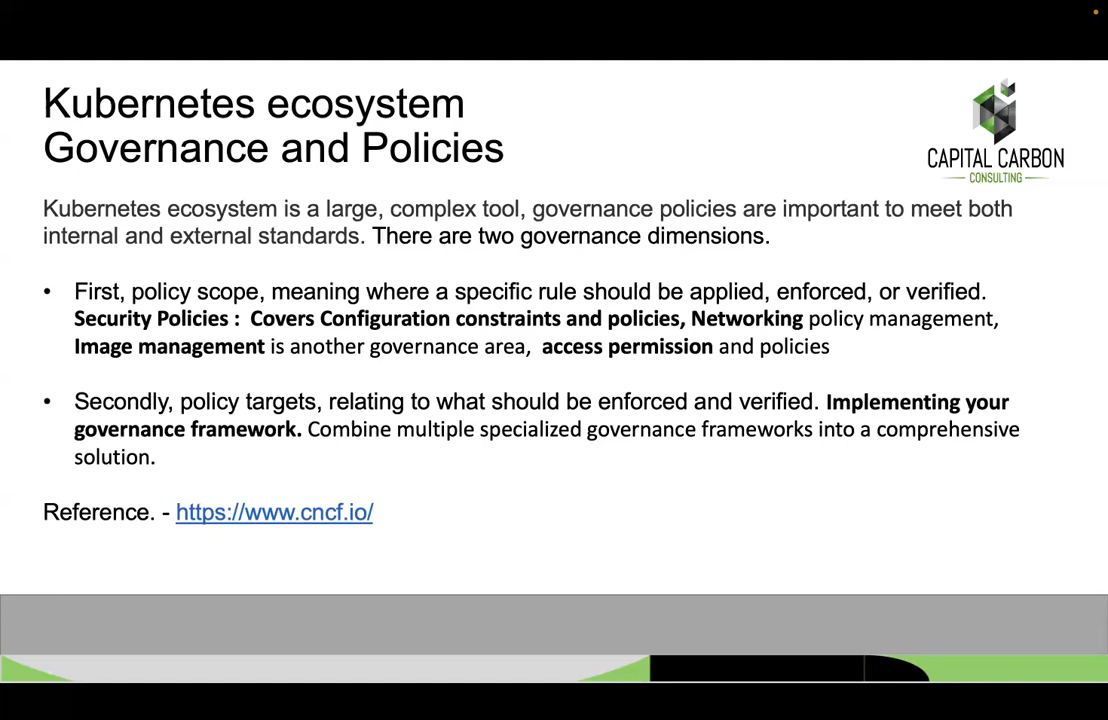 Kubernetes ecosystem
Governance and Policies
CAPITAL CARBON
CONSULTING
Kubernetes ecosystem is a large, complex tool, governance policies are important to meet both
internal and external standards. There are two governance dimensions.
• First, policy scope, meaning where a specific rule should be applied, enforced, or verified.
Security Policies : Covers Configuration constraints and policies, Networking policy management,
Image management is another governance area, access permission and policies
• Secondly, policy targets, relating to what should be enforced and verified. Implementing your
governance framework. Combine multiple specialized governance frameworks into a comprehensive
solution.
Reference. - https://www.cncf.io/